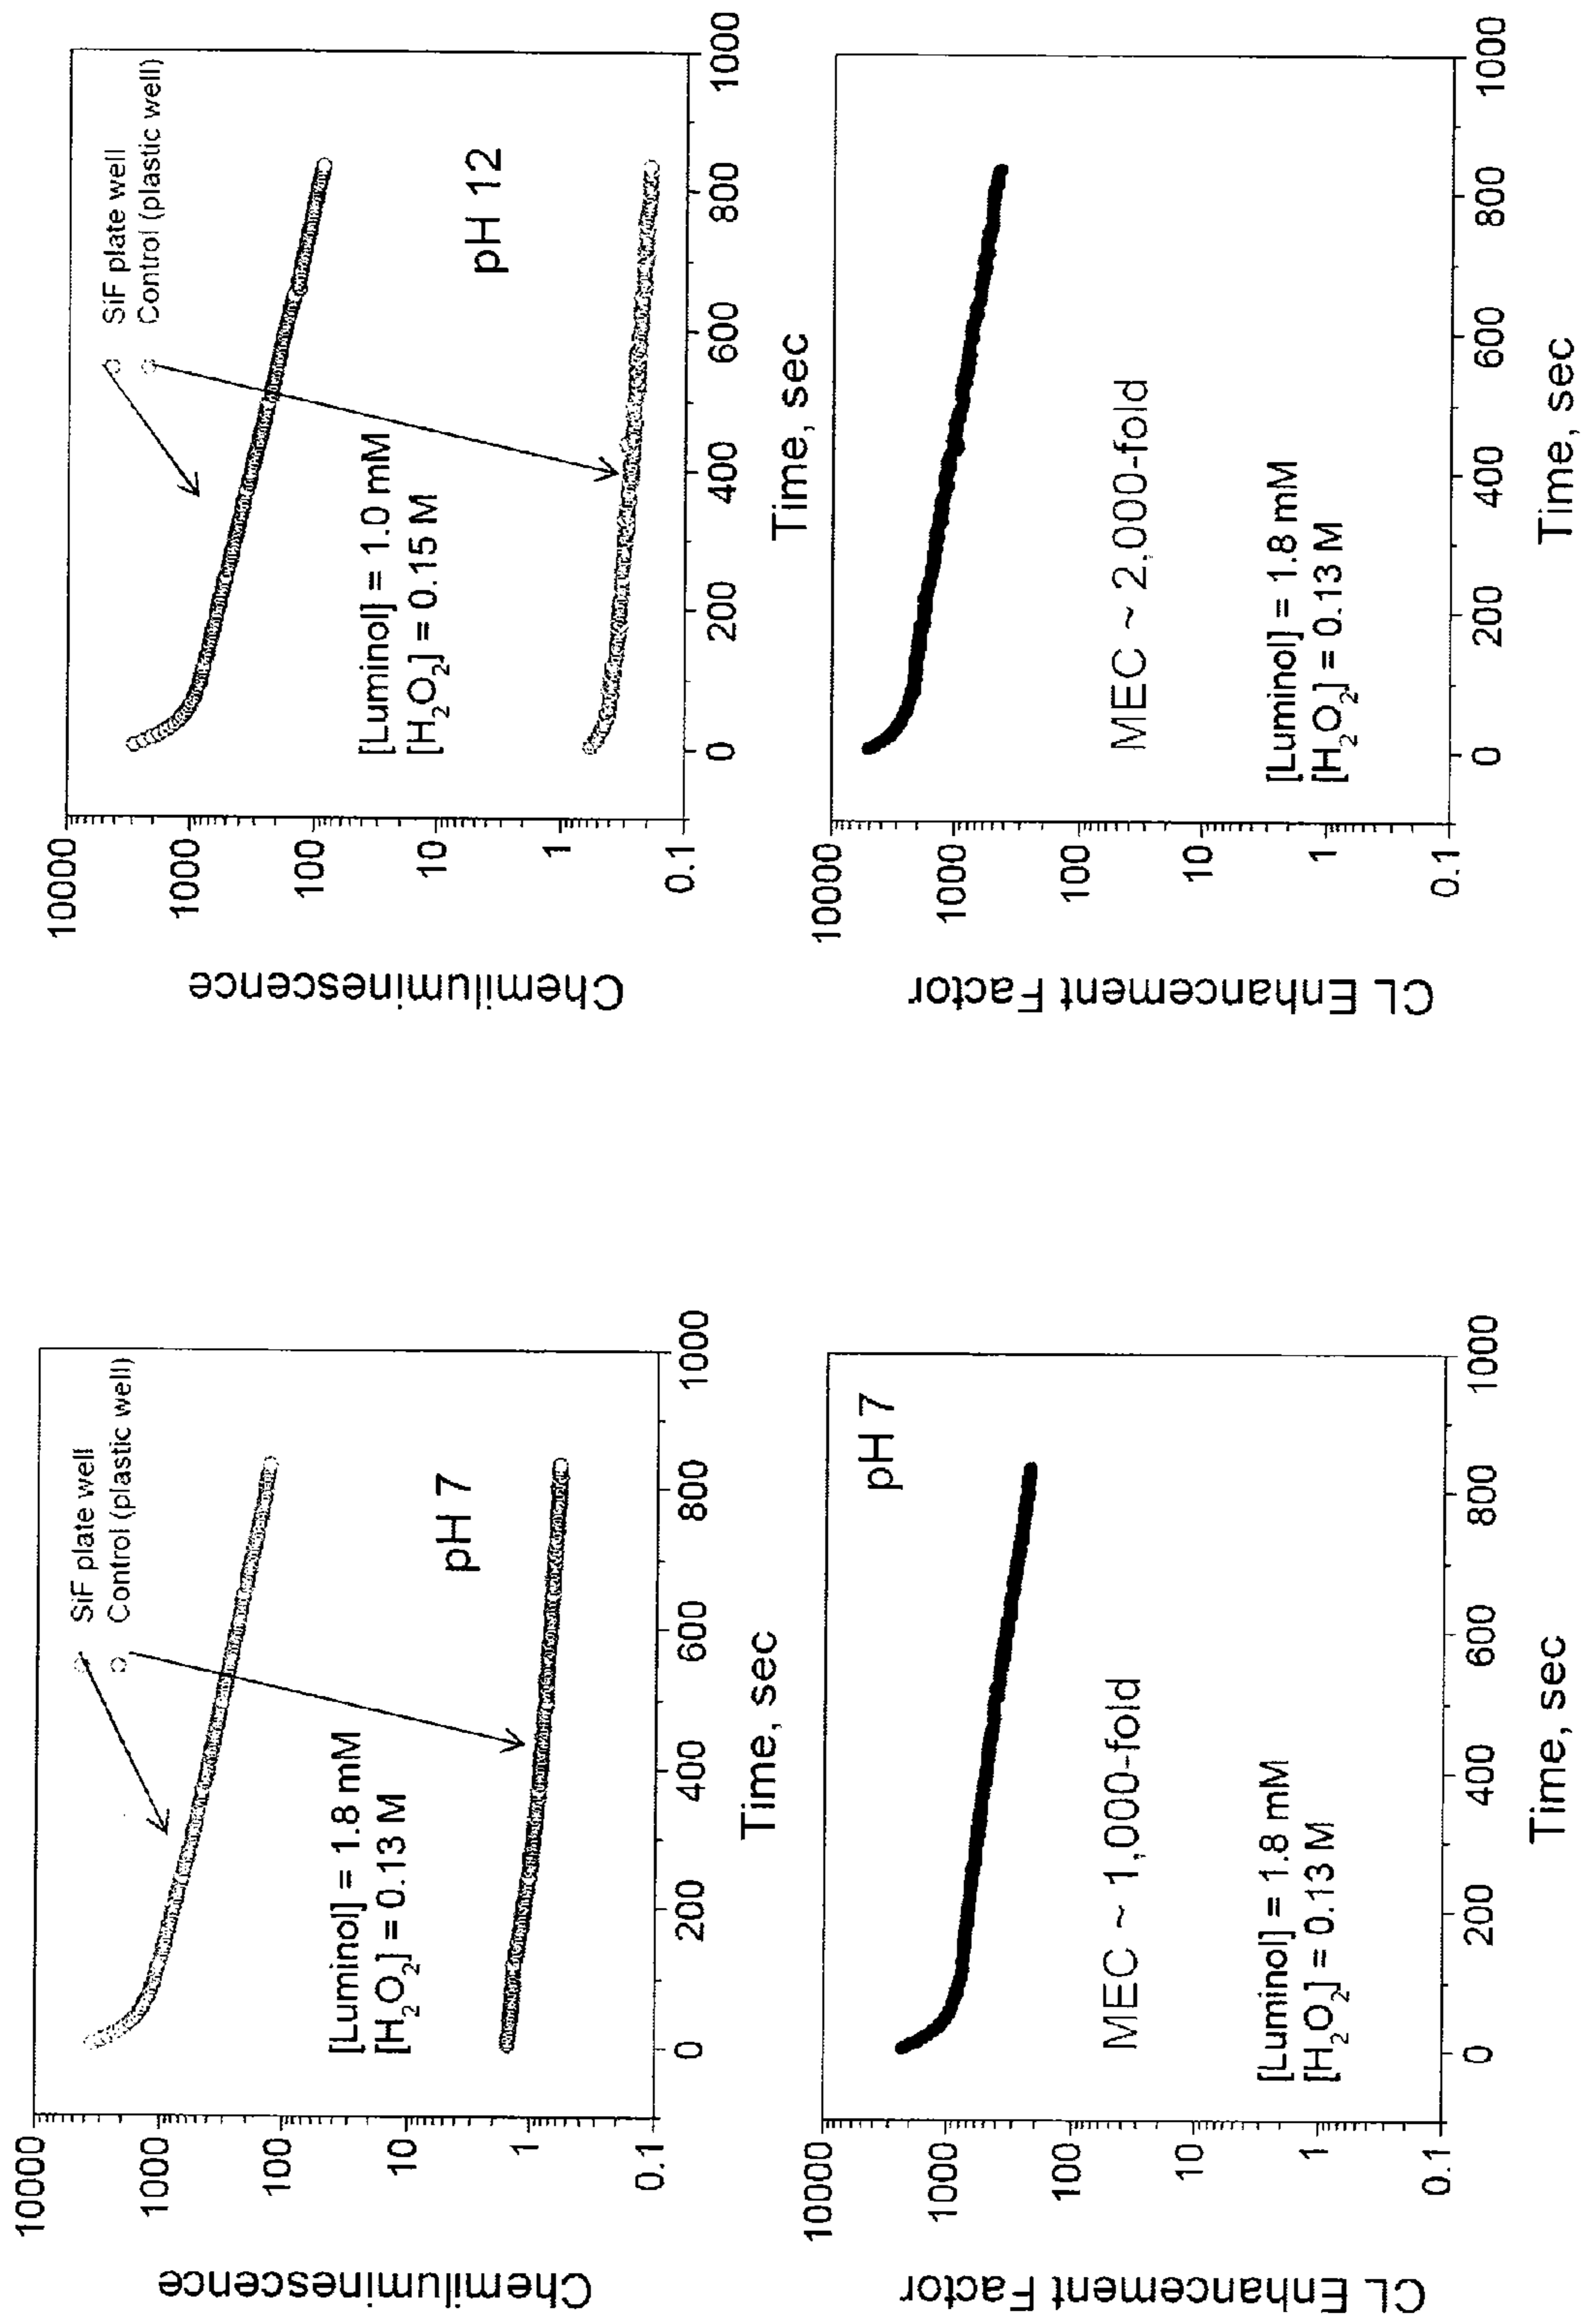 10000
1000
100
10
1
0.1
Chemiluminescence
SiF plate well
Control (plastic well)
[Luminol] = 1.8 mM
[H₂O₂] = 0.13 M
pH 7
0
200
400
600
800
1000
Time, sec
10000
1000
100
10
1
0.1
CL Enhancement Factor
pH 7
MEC ~ 1,000-fold
[Luminol] = 1.8 mM
[H₂O₂] = 0.13 M
0
200
400
600
800
1000
Time, sec
10000
1000
100
10
1
0.1
Chemiluminescence
SiF plate well
Control (plastic well)
[Luminol] = 1.0 mM
[H₂O₂] = 0.15 M
pH 12
0
200
400
600
800
1000
Time, sec
10000
1000
100
10
1
0.1
CL Enhancement Factor
MEC ~ 2,000-fold
[Luminol] = 1.8 mM
[H₂O₂] = 0.13 M
0
200
400
600
800
1000
Time, sec